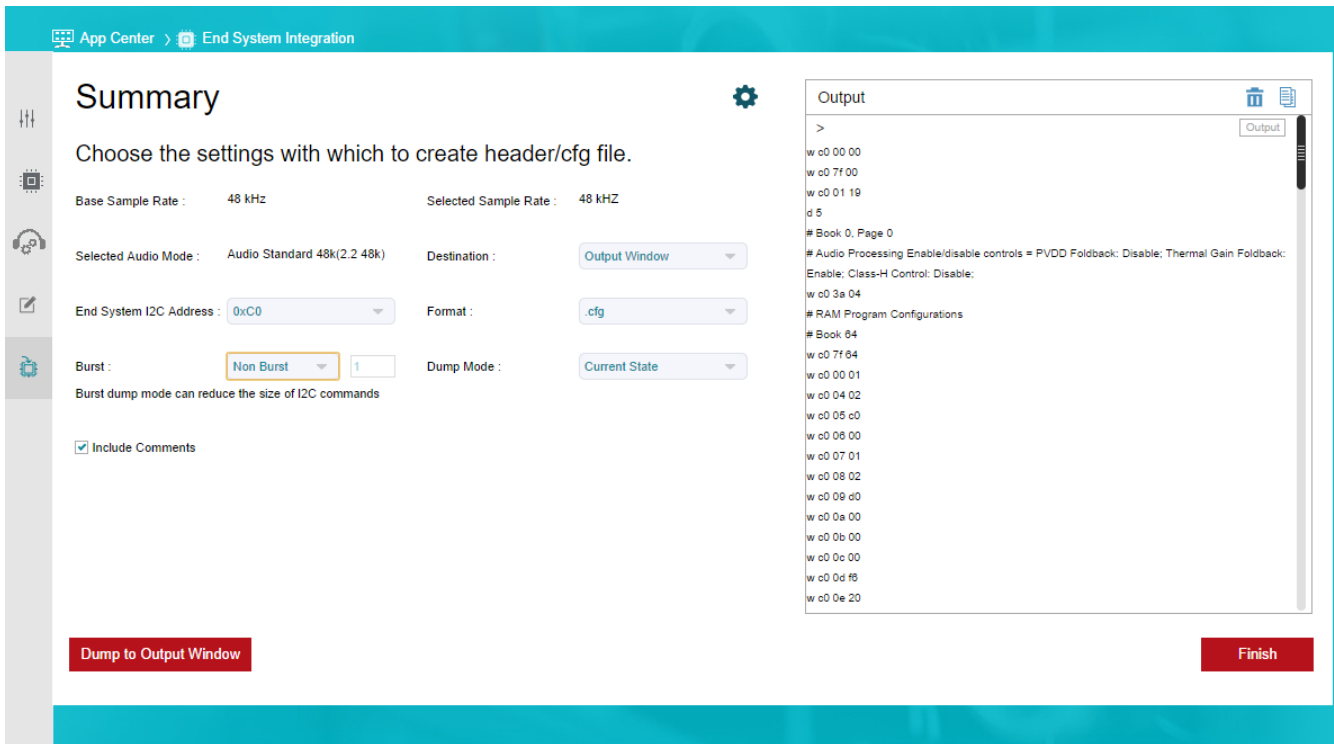 App Center > End System Integration
Summary
Choose the settings with which to create header/cfg file.
Base Sample Rate : 48 kHz Selected Sample Rate : 48 kHZ
Selected Audio Mode : Audio Standard 48k(2.2 48k) Destination : Output Window
End System I2C Address : 0xC0 Format : .cfg
Burst : Non Burst 1 Dump Mode : Current State
Burst dump mode can reduce the size of I2C commands
Include Comments
Dump to Output Window
Output
>
Output
w c0 00 00
w c0 7f 00
w c0 01 19
d 5
# Book 0, Page 0
# Audio Processing Enable/disable controls = PVDD Foldback: Disable; Thermal Gain Foldback:
Enable; Class-H Control: Disable;
w c0 3a 04
# RAM Program Configurations
# Book 64
w c0 7f 64
w c0 00 01
w c0 04 02
w c0 05 c0
w c0 06 00
w c0 07 01
w c0 08 02
w c0 09 d0
w c0 0a 00
w c0 0b 00
w c0 0c 00
w c0 0d f6
w c0 0e 20
Finish